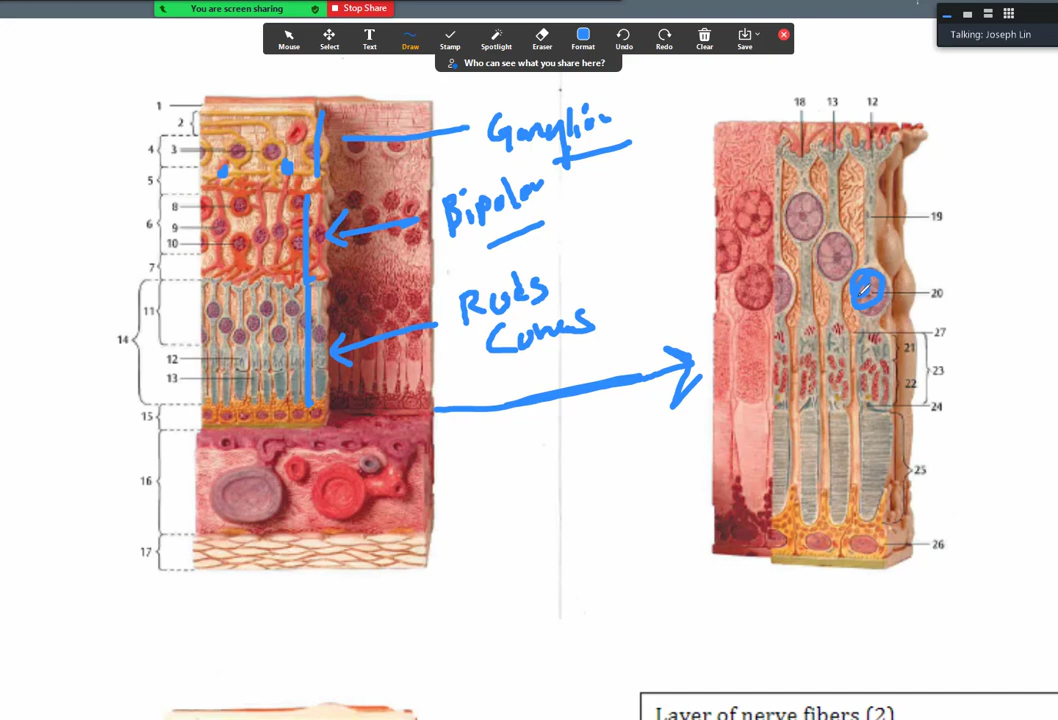 You are screen sharing
Stop Share
Talking: Joseph Lin
Mouse
Select
Text
Draw
Stamp
Spotlight
Eraser
Format
Undo
Redo
Clear
Save
Who can see what you share here?
1
2
4
3
5
8
6
9
10
7
11
14
12
13
15
16
17
Ganglion
Bipolar
Rods
Cones
18
13
12
19
20
27
21
23
22
24
25
26
Layer of nerve fibers (2)